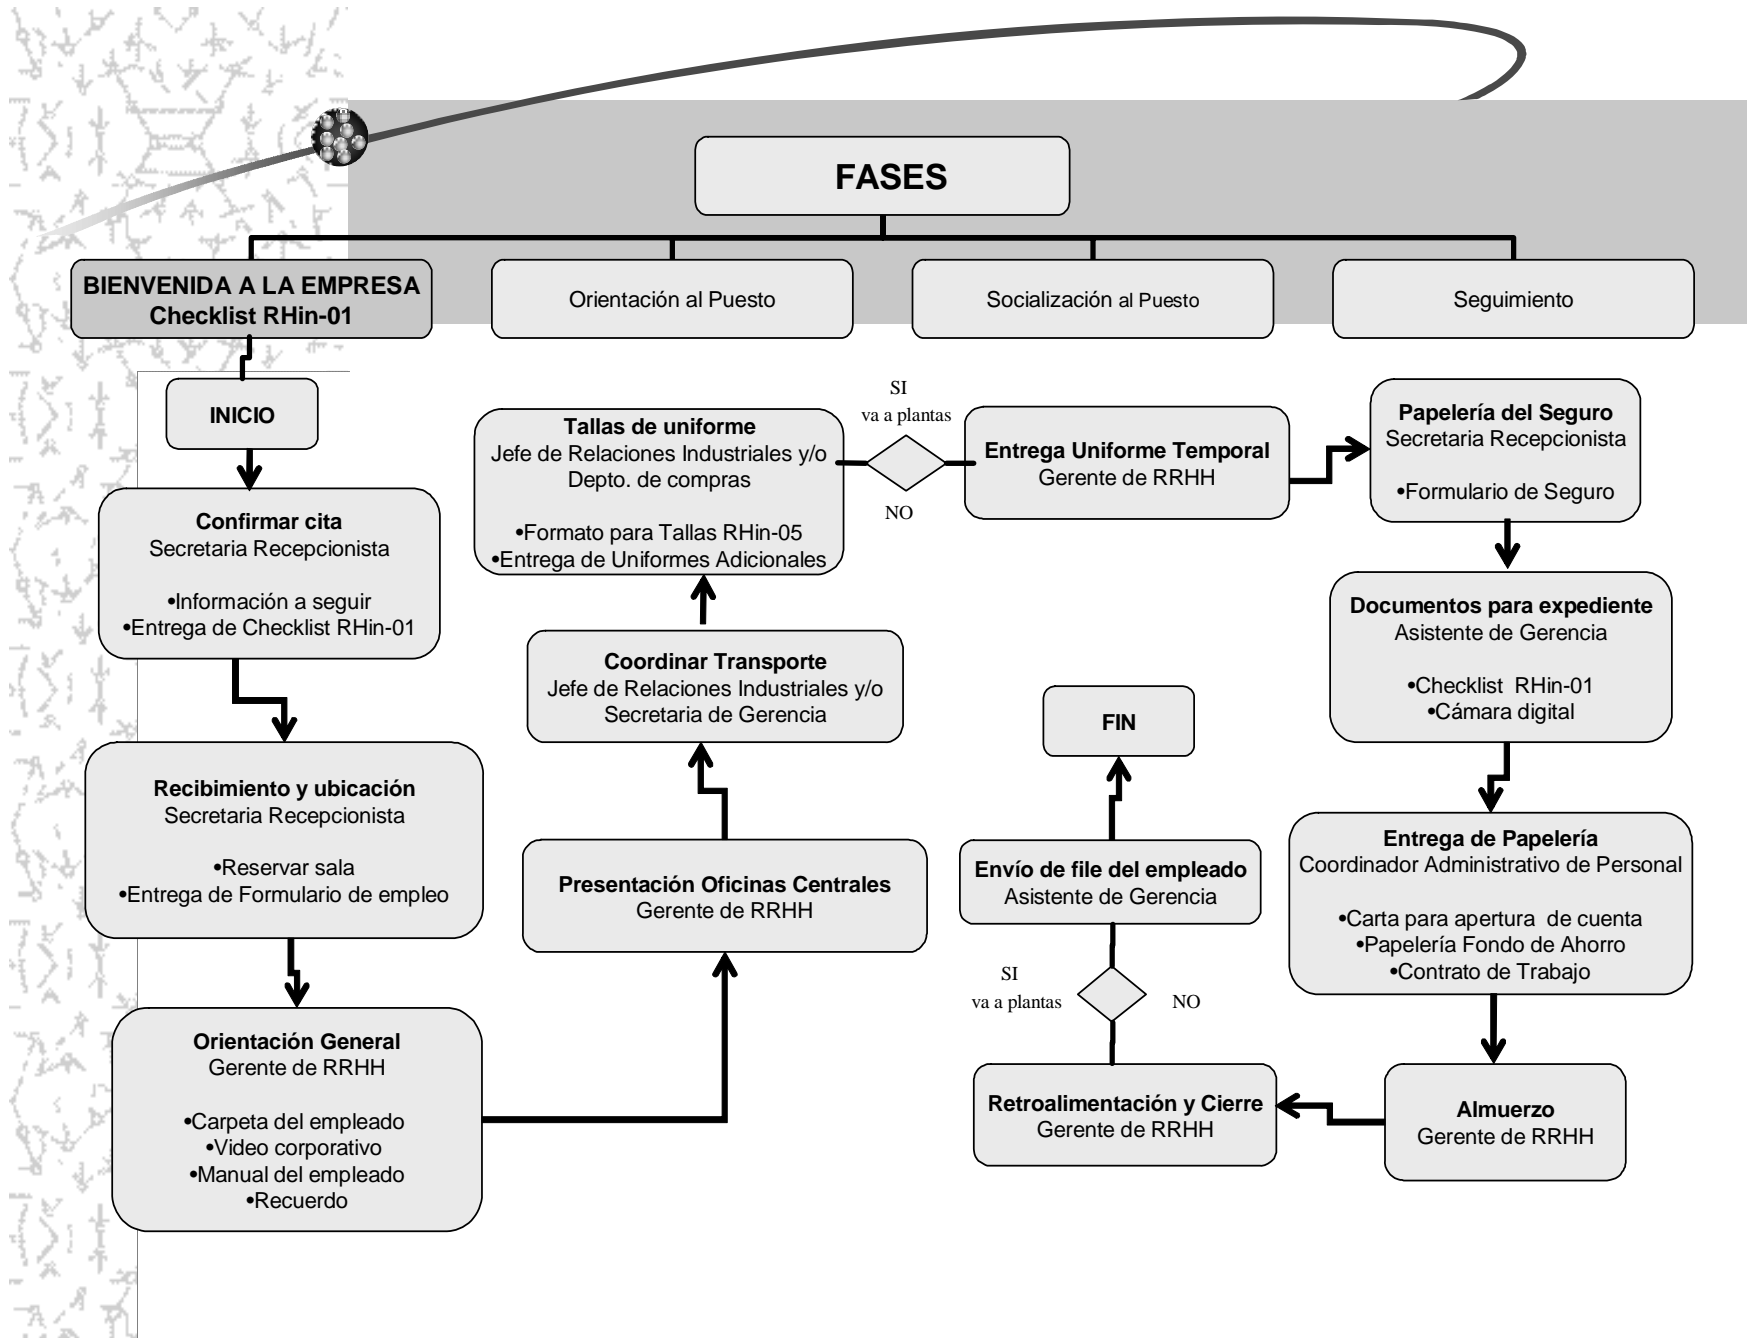 FASES
BIENVENIDA A LA EMPRESA
Checklist RHin-01
Orientación al Puesto
Socialización al Puesto
Seguimiento
INICIO
Confirmar cita
Secretaria Recepcionista
•Información a seguir
•Entrega de Checklist RHin-01
Recibimiento y ubicación
Secretaria Recepcionista
•Reservar sala
•Entrega de Formulario de empleo
Orientación General
Gerente de RRHH
•Carpeta del empleado
•Video corporativo
•Manual del empleado
•Recuerdo
Presentación Oficinas Centrales
Gerente de RRHH
Coordinar Transporte
Jefe de Relaciones Industriales y/o
Secretaria de Gerencia
Tallas de uniforme
Jefe de Relaciones Industriales y/o
Depto. de compras
•Formato para Tallas RHin-05
•Entrega de Uniformes Adicionales
SI
va a plantas
NO
Entrega Uniforme Temporal
Gerente de RRHH
Papelería del Seguro
Secretaria Recepcionista
•Formulario de Seguro
Documentos para expediente
Asistente de Gerencia
•Checklist RHin-01
•Cámara digital
Entrega de Papelería
Coordinador Administrativo de Personal
•Carta para apertura de cuenta
•Papelería Fondo de Ahorro
•Contrato de Trabajo
Almuerzo
Gerente de RRHH
Retroalimentación y Cierre
Gerente de RRHH
SI
va a plantas
NO
Envío de file del empleado
Asistente de Gerencia
FIN